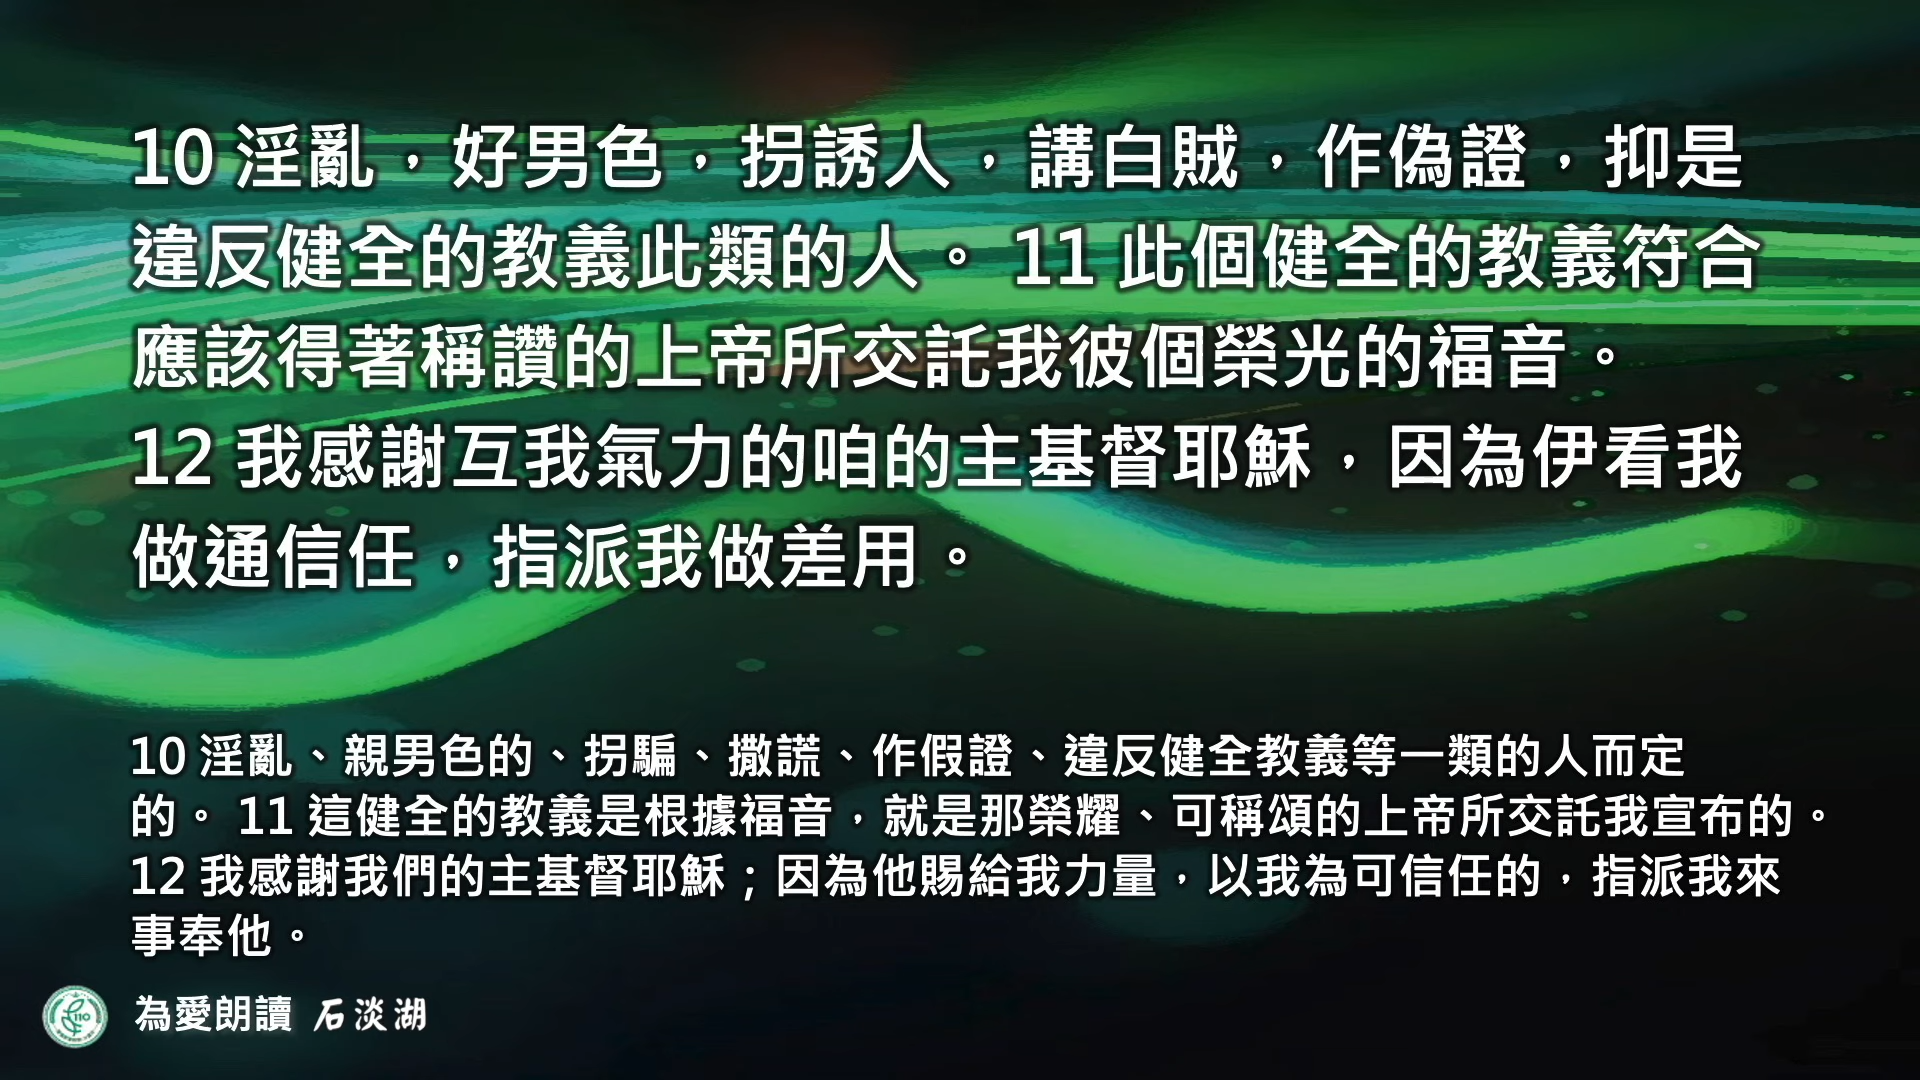 10 淫亂，好男色，拐誘人，講白賊，作偽證，抑是
違反健全的教義此類的人。 11 此個健全的教義符合
應該得著稱讚的上帝所交託我彼個榮光的福音。
12 我感謝互我氣力的咱的主基督耶穌，因為伊看我
做通信任，指派我做差用。
10 淫亂、親男色的、拐騙、撒謊、作假證、違反健全教義等一類的人而定
的。 11 這健全的教義是根據福音，就是那榮耀、可稱頌的上帝所交託我宣布的。
12 我感謝我們的主基督耶穌；因為他賜給我力量，以我為可信任的，指派我來
事奉他。
110
為愛朗讀 石淡湖